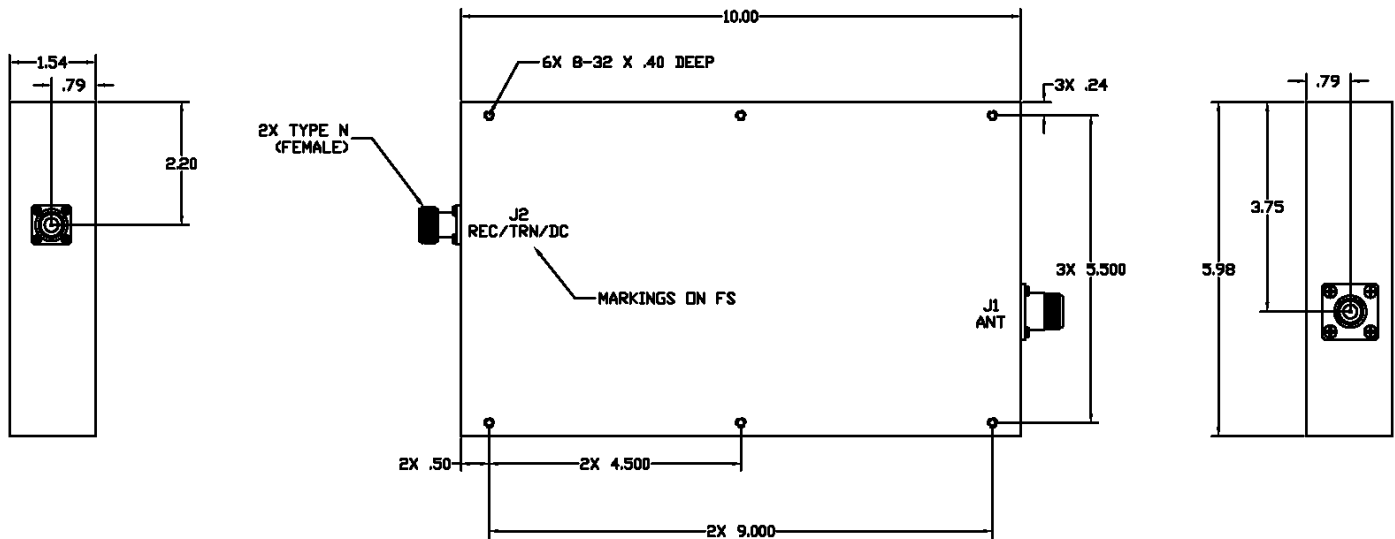 10.00
1.54
.79
6X 8-32 X .40 DEEP
3X .24
.79
2X TYPE N
(FEMALE)
2.20
J2
REC/TRN/DC
3.75
MARKINGS ON FS
3X 5.500
5.98
J1
ANT
2X .50
2X 4.500
2X 9.000